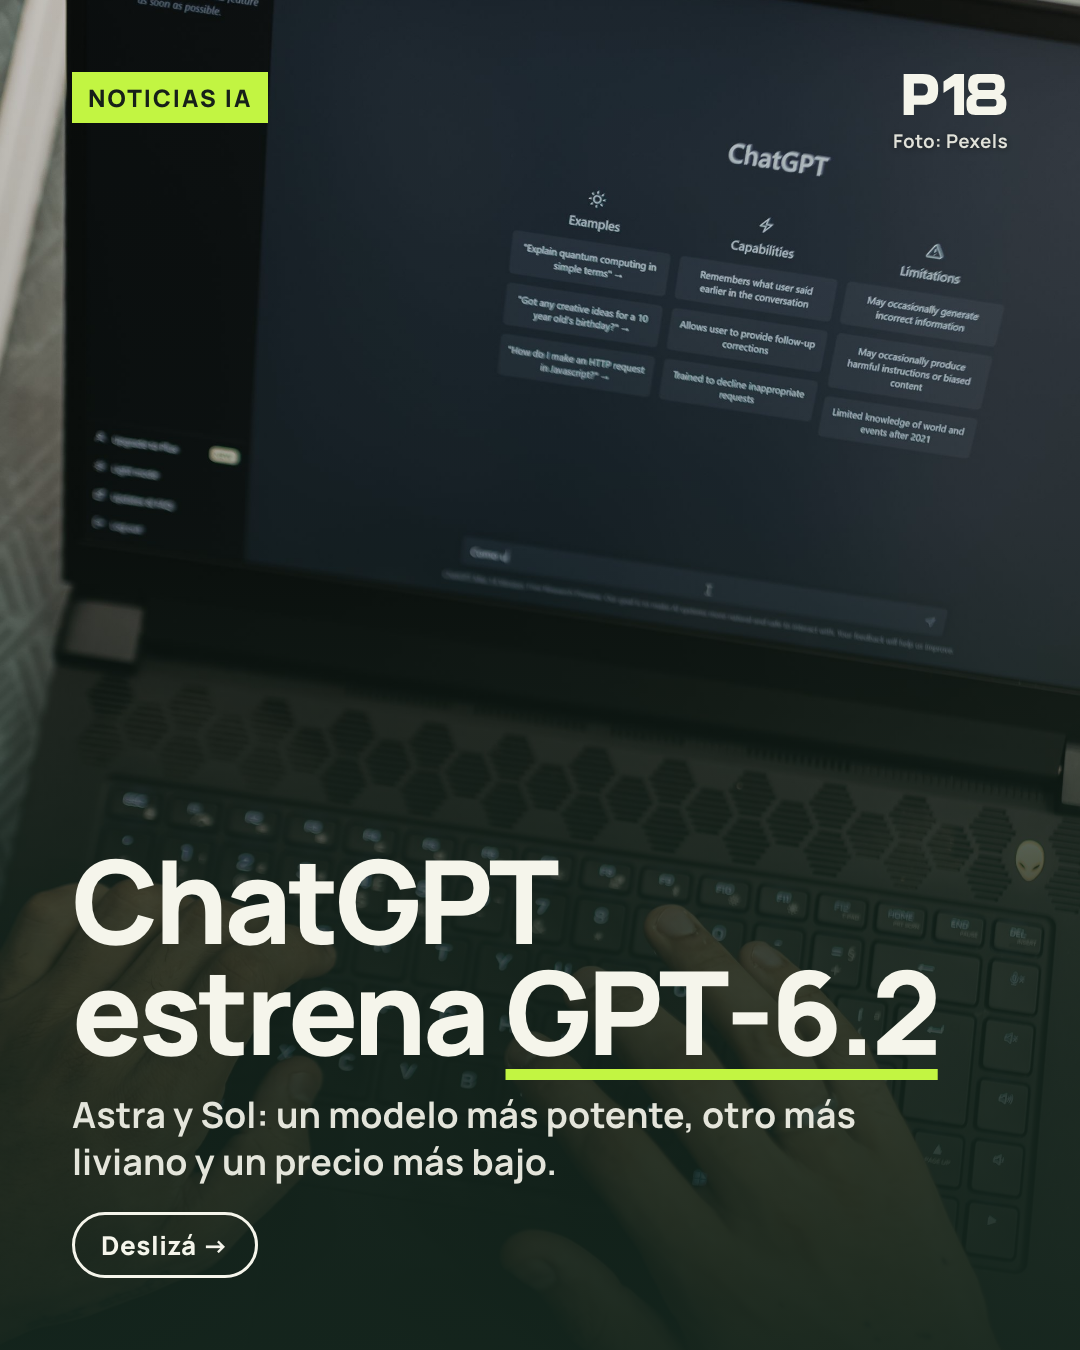 as soon as possible.
NOTICIAS IA
P18
Foto: Pexels
ChatGPT
Examples
Capabilities
Limitations
"Explain quantum computing in
simple terms" →
"Got any creative ideas for a 10
year old's birthday?" →
"How do I make an HTTP request
in Javascript?" →
Remembers what user said
earlier in the conversation
Allows user to provide follow-up
corrections
Trained to decline inappropriate
requests
May occasionally generate
incorrect information
May occasionally produce
harmful instructions or biased
content
Limited knowledge of world and
events after 2021
ChatGPT
estrena GPT-6.2
Astra y Sol: un modelo más potente, otro más
liviano y un precio más bajo.
Deslizá →